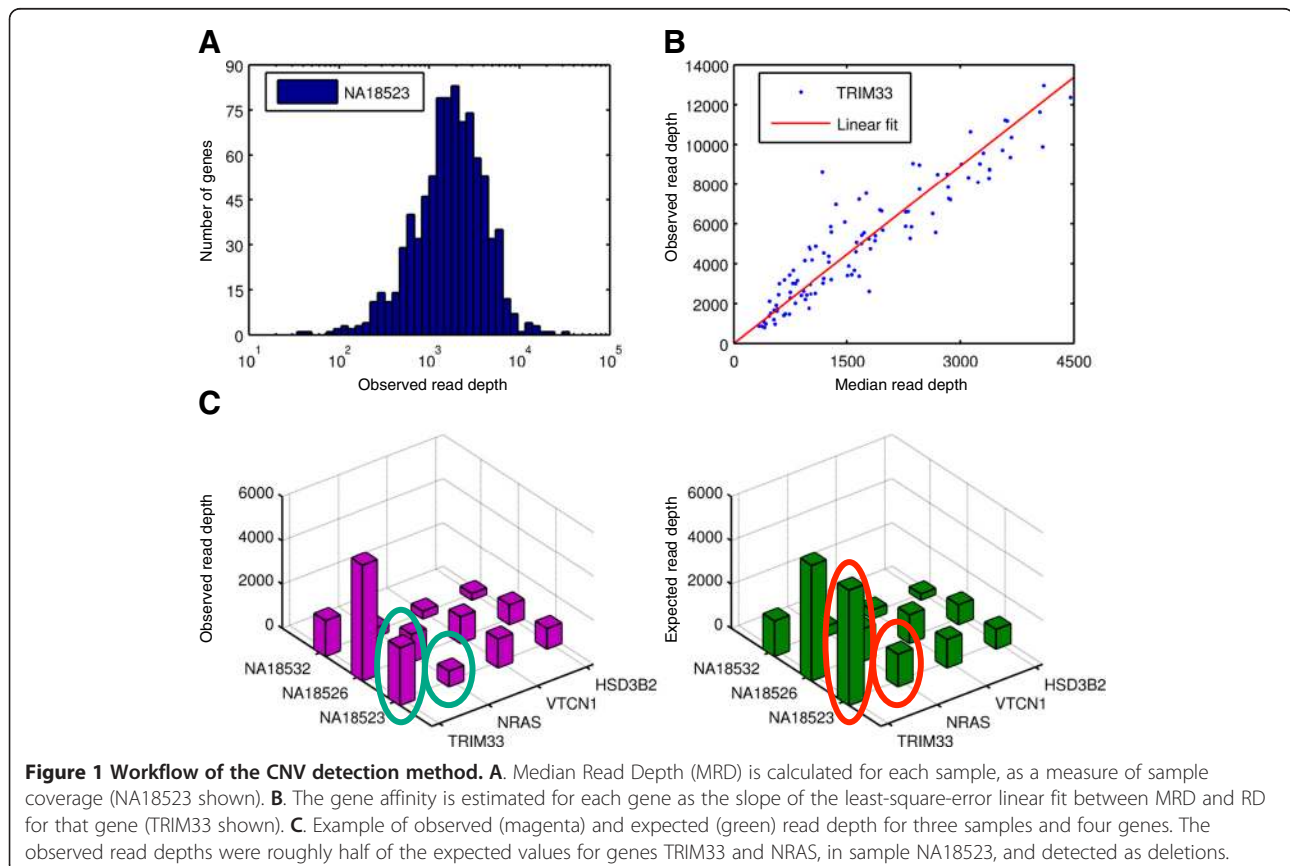 A
90
75
60
45
30
15
0
Number of genes
NA18523
10^1
10^2
10^3
10^4
10^5
Observed read depth
B
14000
12000
10000
8000
6000
4000
2000
0
Observed read depth
TRIM33
Linear fit
0
1500
3000
4500
Median read depth
C
6000
4000
2000
0
Observed read depth
NA18532
NA18526
NA18523
TRIM33
NRAS
VTCN1
HSD3B2
6000
4000
2000
0
Expected read depth
NA18532
NA18526
NA18523
TRIM33
NRAS
VTCN1
HSD3B2
Figure 1 Workflow of the CNV detection method. A. Median Read Depth (MRD) is calculated for each sample, as a measure of sample
coverage (NA18523 shown). B. The gene affinity is estimated for each gene as the slope of the least-square-error linear fit between MRD and RD
for that gene (TRIM33 shown). C. Example of observed (magenta) and expected (green) read depth for three samples and four genes. The
observed read depths were roughly half of the expected values for genes TRIM33 and NRAS, in sample NA18523, and detected as deletions.